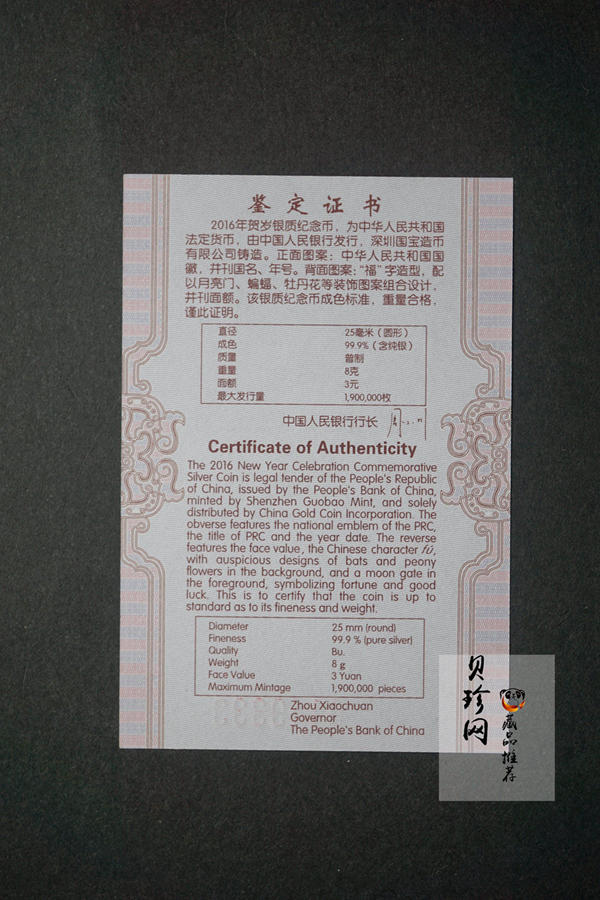 鉴定证书
2016年贺岁银质纪念币，为中华人民共和国
法定货币，由中国人民银行发行，深圳国宝造币
有限公司铸造。正面图案：中华人民共和国国
徽，并刊国名、年号。背面图案：“福”字造型，配
以月亮门、蝙蝠、牡丹花等装饰图案组合设计，
并刊面额。该银质纪念币成色标准，重量合格，
谨此证明。
直径 25毫米（圆形）
成色 99.9%（含纯银）
质量 普制
重量 8克
面额 3元
最大发行量 1,900,000枚
中国人民银行行长
Certificate of Authenticity
The 2016 New Year Celebration Commemorative
Silver Coin is legal tender of the People's Republic
of China, issued by the People's Bank of China,
minted by Shenzhen Guobao Mint, and solely
distributed by China Gold Coin Incorporation. The
obverse features the national emblem of the PRC,
the title of PRC and the year date. The reverse
features the face value, the Chinese character fú,
with auspicious designs of bats and peony
flowers in the background, and a moon gate in
the foreground, symbolizing fortune and good
luck. This is to certify that the coin is up to
standard as to its fineness and weight.
Diameter 25 mm (round)
Fineness 99.9 % (pure silver)
Quality Bu.
Weight 8 g
Face Value 3 Yuan
Maximum Mintage 1,900,000 pieces
Zhou Xiaochuan
Governor
The People's Bank of China
贝珍网
藏品推荐